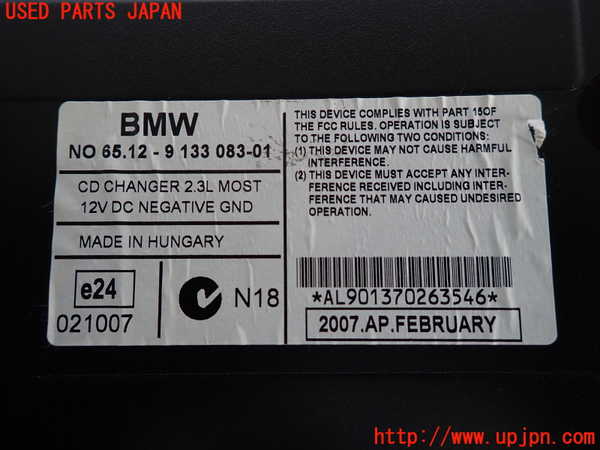 USED PARTS JAPAN
BMW
NO 65.12 - 9 133 083-01
CD CHANGER 2.3L MOST
12V DC NEGATIVE GND
MADE IN HUNGARY
e24
021007
N18
THIS DEVICE COMPLIES WITH PART 15OF
THE FCC RULES. OPERATION IS SUBJECT
TO THE FOLLOWING TWO CONDITIONS:
(1) THIS DEVICE MAY NOT CAUSE HARMFUL
INTERFERENCE.
(2) THIS DEVICE MUST ACCEPT ANY INTER-
FERENCE RECEIVED INCLUDING INTER-
FERENCE THAT MAY CAUSED UNDESIRED
OPERATION.
*AL901370263546*
2007.AP.FEBRUARY
http://www.upjpn.com/